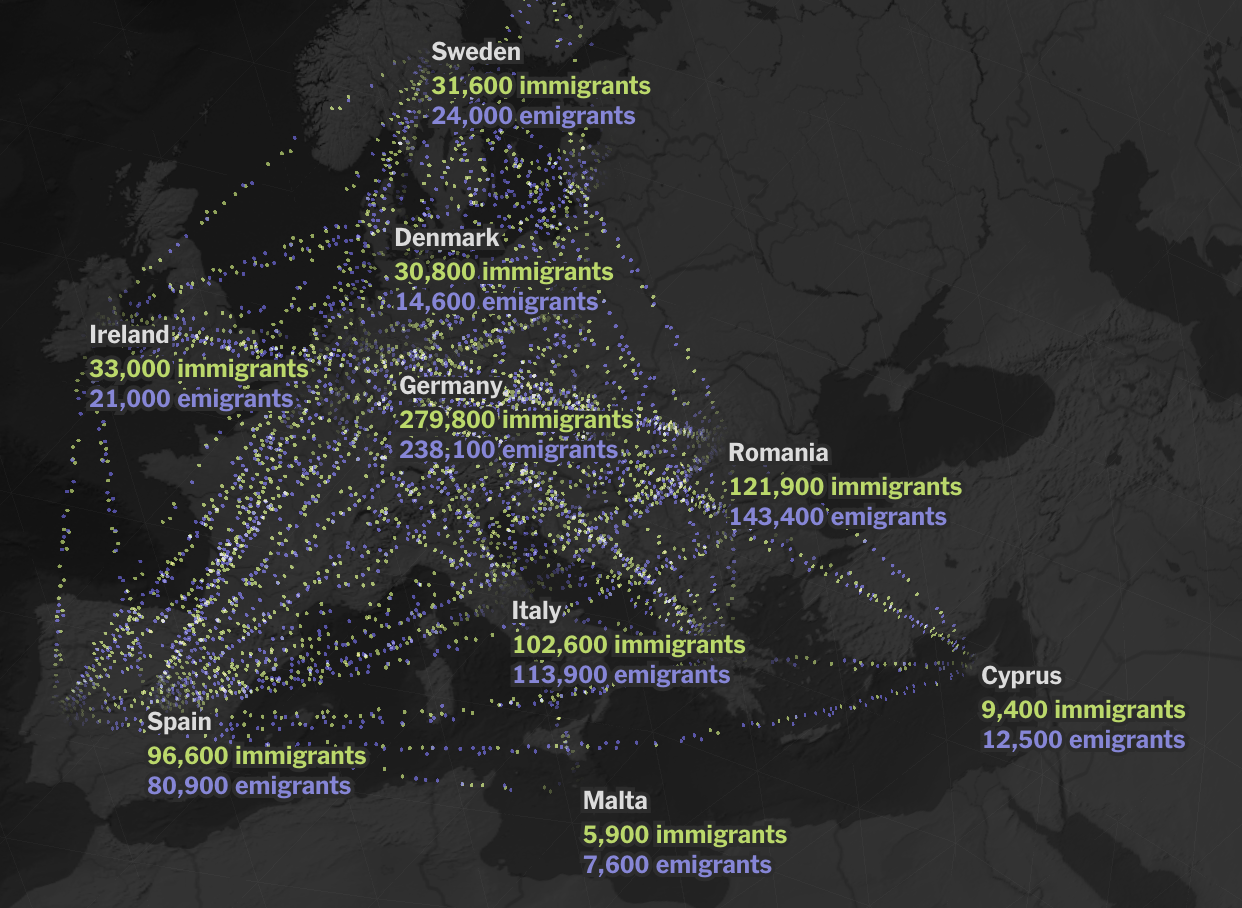 Sweden
31,600 immigrants
24,000 emigrants
Denmark
30,800 immigrants
14,600 emigrants
Ireland
33,000 immigrants
21,000 emigrants
Germany
279,800 immigrants
238,100 emigrants
Romania
121,900 immigrants
143,400 emigrants
Italy
102,600 immigrants
113,900 emigrants
Cyprus
9,400 immigrants
12,500 emigrants
Spain
96,600 immigrants
80,900 emigrants
Malta
5,900 immigrants
7,600 emigrants